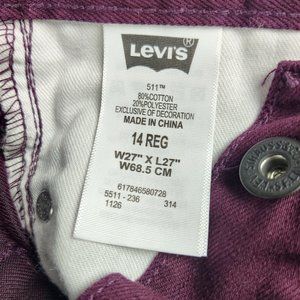 LEVI'S®
511™
80%COTTON
20%POLYESTER
EXCLUSIVE OF DECORATION
MADE IN CHINA
14 REG
W27" X L27"
W68.5 CM
617846580728
5511 - 236 314
1126